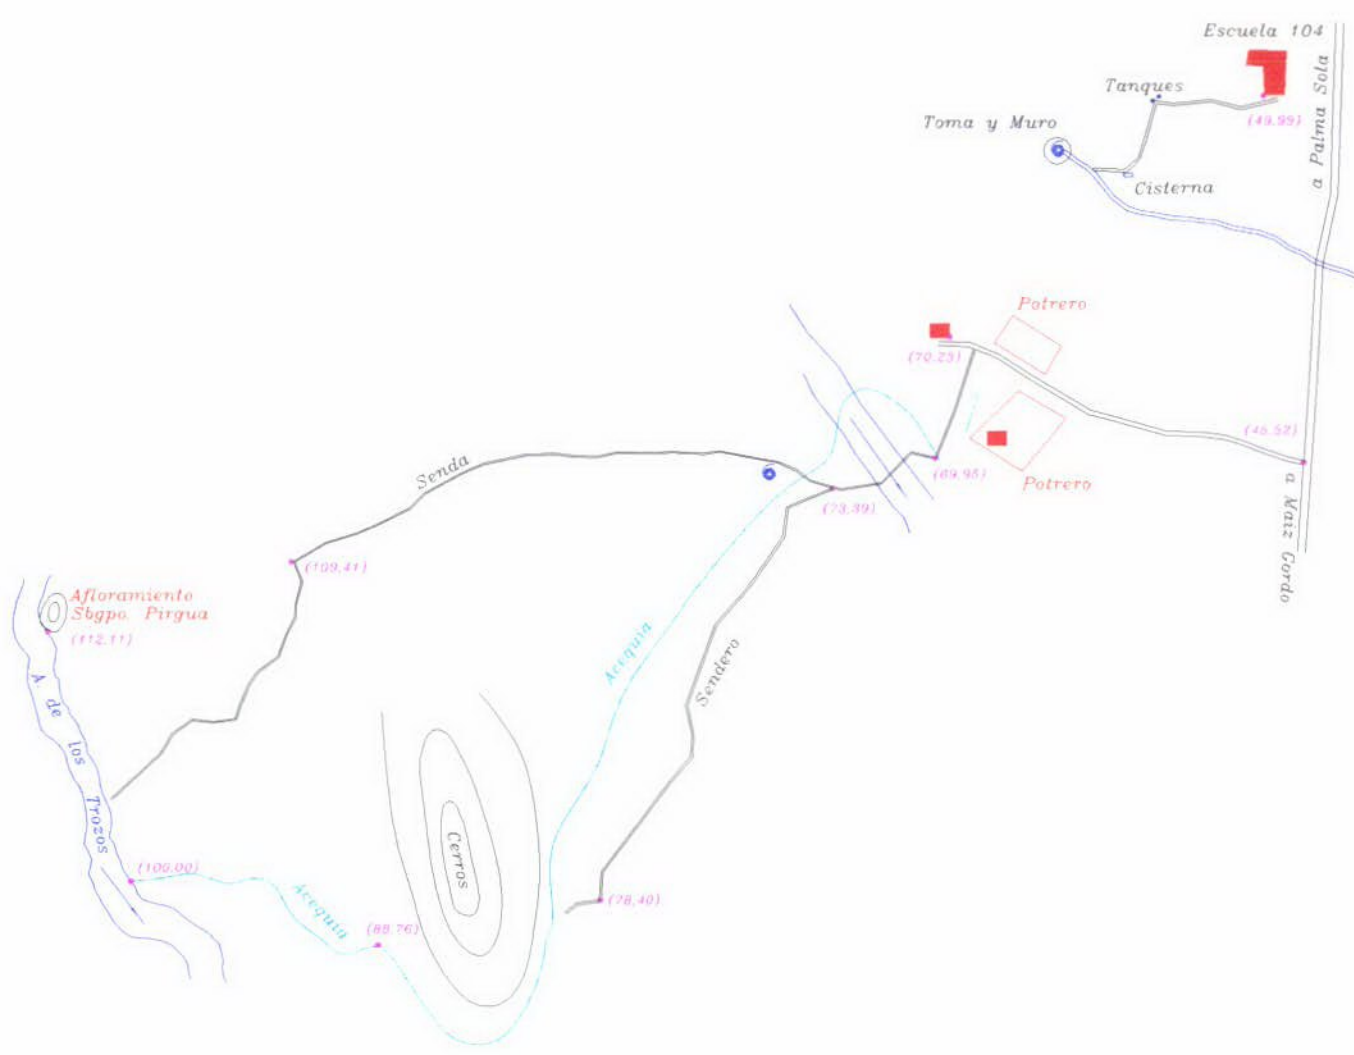 Escuela 104
a Palma Sola
Tanques
(49.99)
Toma y Muro
Cisterna
Potrero
(70.23)
(45.52)
Senda
(69.95)
Potrero
(73.39)
a Maiz Gordo
(109.41)
Afloramiento
Sbgpo. Pirgua
(112.11)
Acequia
Sendero
A. de los Trozos
Cerros
(100.00)
Acequia
(78.40)
(88.76)